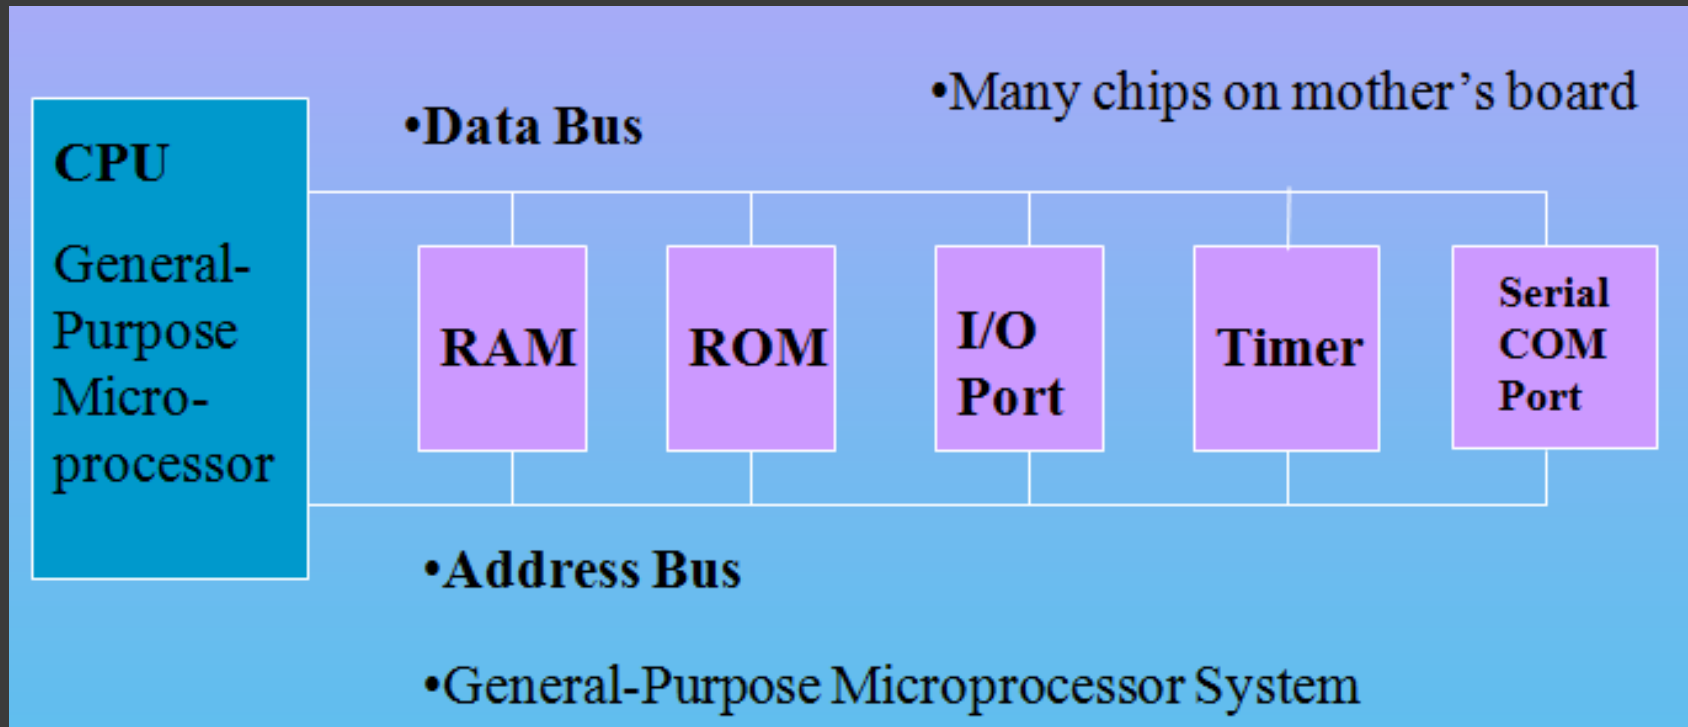 •Many chips on mother’s board
•Data Bus
CPU
General-
Purpose
Micro-
processor
RAM
ROM
I/O
Port
Timer
Serial
COM
Port
•Address Bus
•General-Purpose Microprocessor System